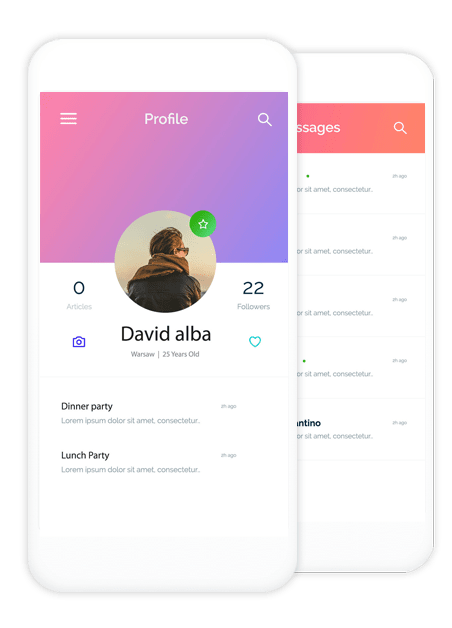 Profile
0
Articles
22
Followers
David alba
Warsaw | 25 Years Old
Dinner party
2h ago
Lorem ipsum dolor sit amet, consectetur..
Lunch Party
2h ago
Lorem ipsum dolor sit amet, consectetur..
ssages
2h ago
or sit amet, consectetur..
2h ago
or sit amet, consectetur..
2h ago
or sit amet, consectetur..
2h ago
or sit amet, consectetur..
antino
2h ago
or sit amet, consectetur..